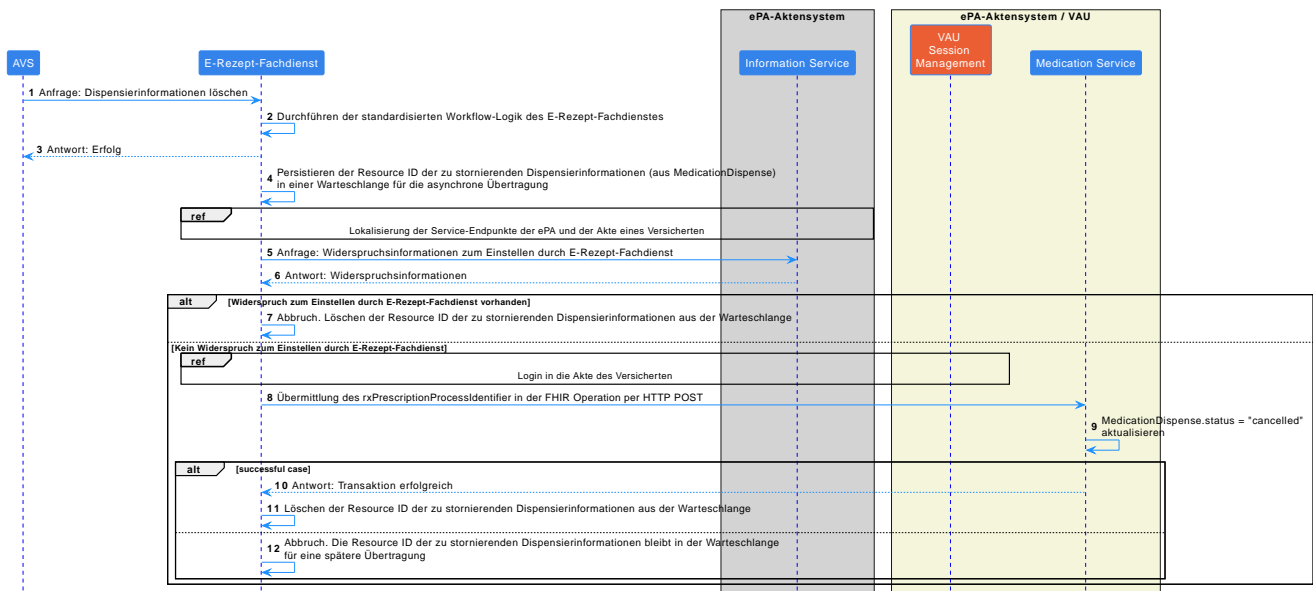 ePA-Aktensystem
ePA-Aktensystem / VAU
AVS
E-Rezept-Fachdienst
Information Service
VAU
Session
Management
Medication Service
1 Anfrage: Dispensierinformationen löschen
2 Durchführen der standardisierten Workflow-Logik des E-Rezept-Fachdienstes
3 Antwort: Erfolg
4 Persistieren der Resource ID der zu stornierenden Dispensierinformationen (aus MedicationDispense)
in einer Warteschlange für die asynchrone Übertragung
ref
Lokalisierung der Service-Endpunkte der ePA und der Akte eines Versicherten
5 Anfrage: Widerspruchsinformationen zum Einstellen durch E-Rezept-Fachdienst
6 Antwort: Widerspruchsinformationen
alt [Widerspruch zum Einstellen durch E-Rezept-Fachdienst vorhanden]
7 Abbruch. Löschen der Resource ID der zu stornierenden Dispensierinformationen aus der Warteschlange
[Kein Widerspruch zum Einstellen durch E-Rezept-Fachdienst]
ref
Login in die Akte des Versicherten
8 Übermittlung des rxPrescriptionProcessIdentifier in der FHIR Operation per HTTP POST
9 MedicationDispense.status = "cancelled"
aktualisieren
alt [successful case]
10 Antwort: Transaktion erfolgreich
11 Löschen der Resource ID der zu stornierenden Dispensierinformationen aus der Warteschlange
12 Abbruch. Die Resource ID der zu stornierenden Dispensierinformationen bleibt in der Warteschlange
für eine spätere Übertragung